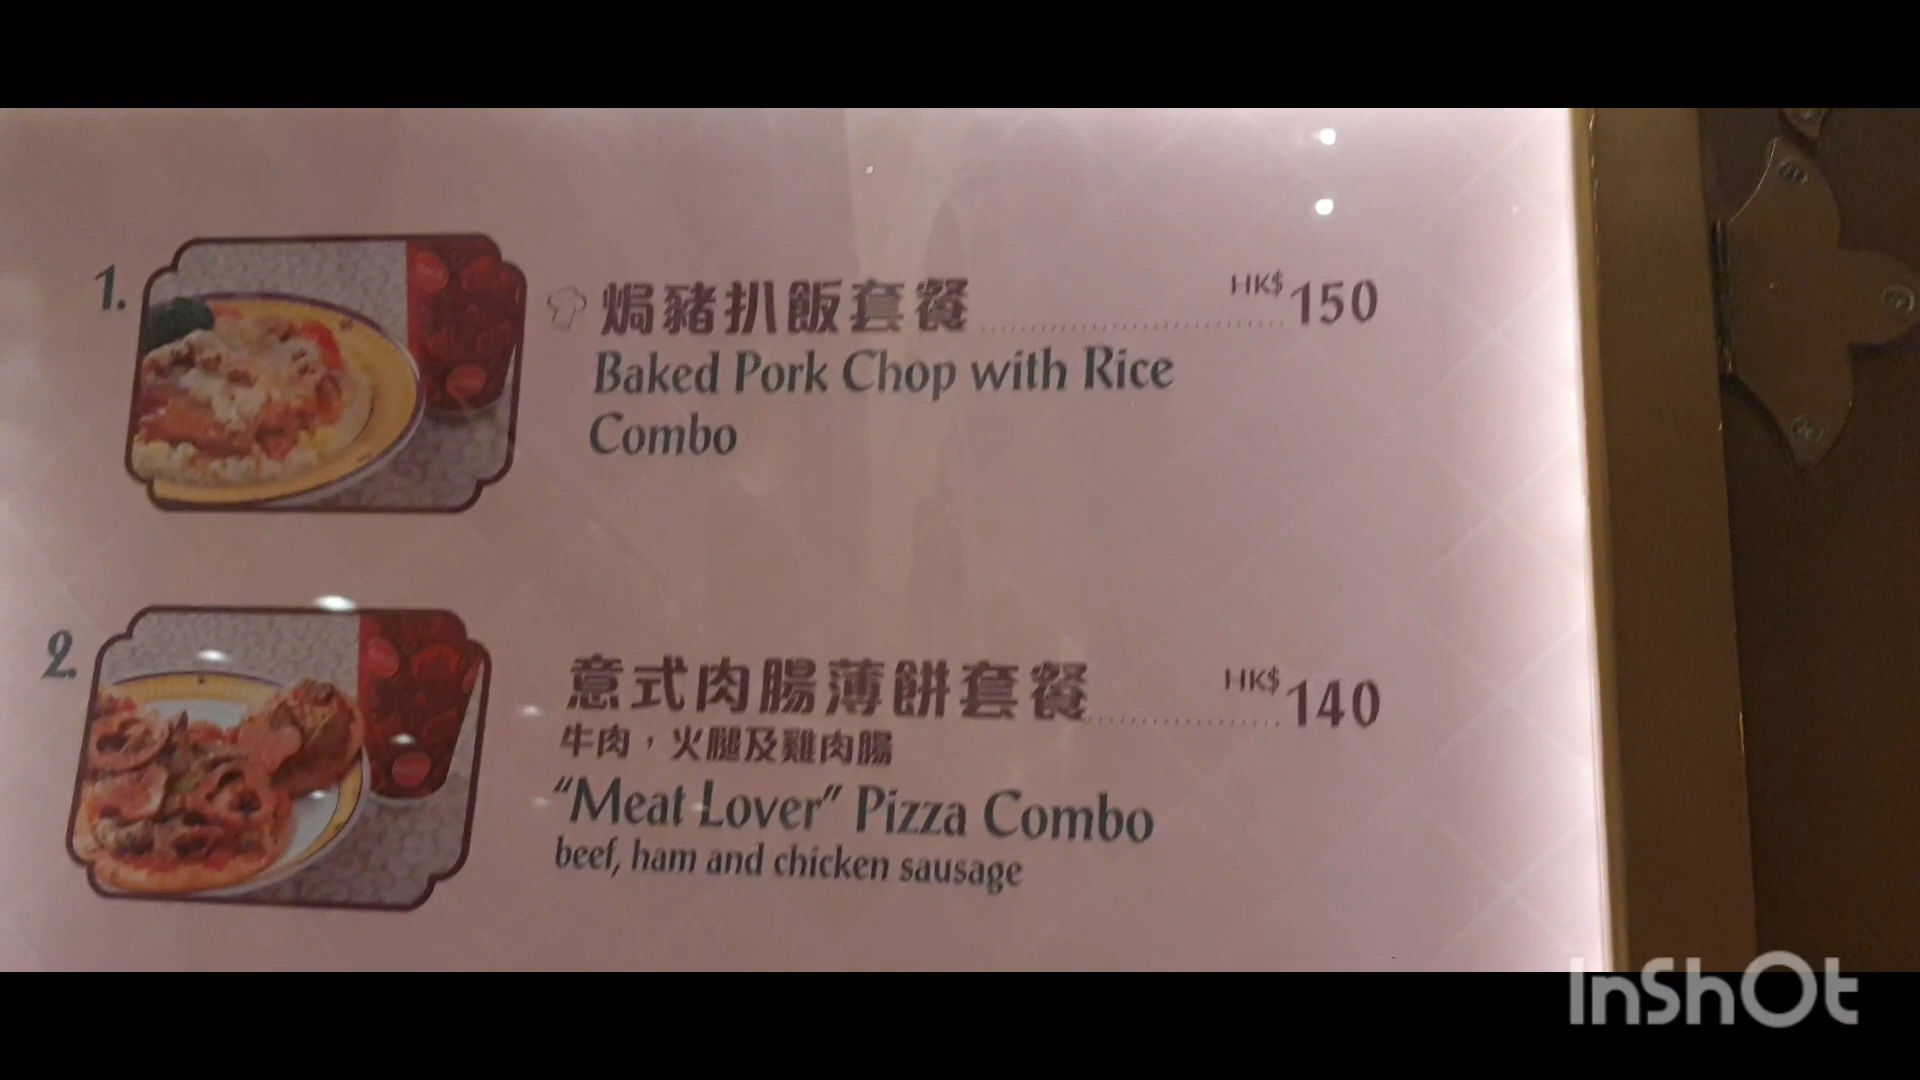 1.
焗豬扒飯套餐 HK$ 150
Baked Pork Chop with Rice
Combo
2.
意式肉腸薄餅套餐 HK$ 140
牛肉，火腿及雞肉腸
"Meat Lover" Pizza Combo
beef, ham and chicken sausage
InShOt